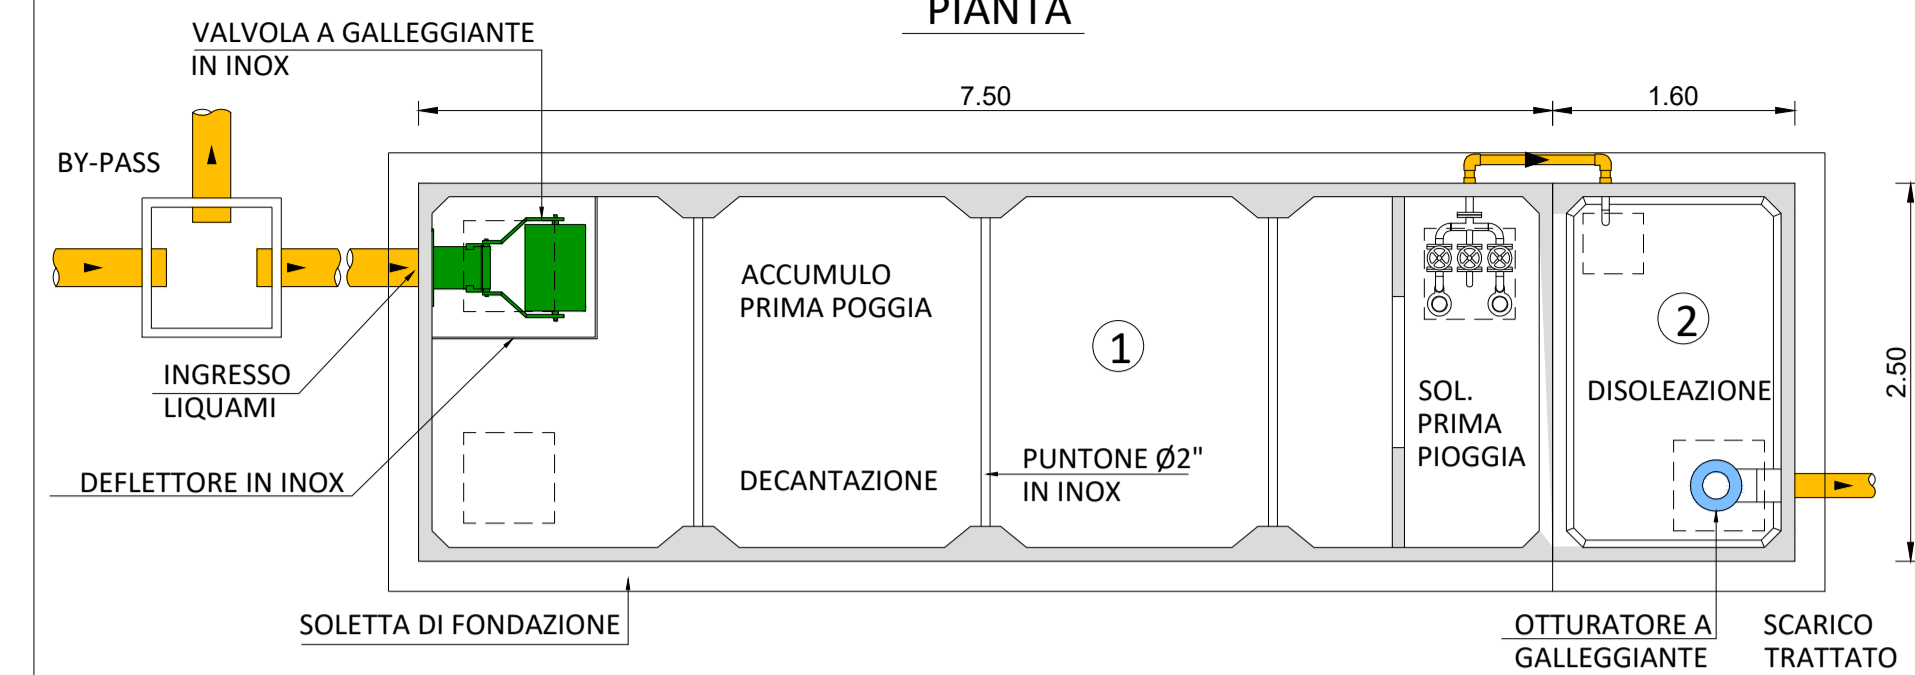 PIANTA
VALVOLA A GALLEGGIANTE
IN INOX
7.50
1.60
BY-PASS
ACCUMULO
PRIMA POGGIA
1
2
2.50
INGRESSO
LIQUAMI
SOL.
PRIMA
PIOGGIA
DISOLEAZIONE
DEFLETTORE IN INOX
DECANTAZIONE
PUNTONE Ø2"
IN INOX
SOLETTA DI FONDAZIONE
OTTURATORE A
GALLEGGIANTE
SCARICO
TRATTATO